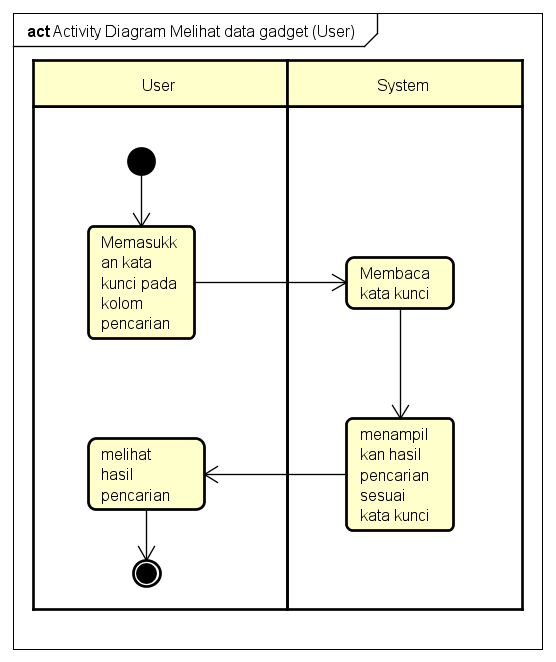 act Activity Diagram Melihat data gadget (User)
User
System
Memasukk
an kata
kunci pada
kolom
pencarian
Membaca
kata kunci
menampil
kan hasil
pencarian
sesuai
kata kunci
melihat
hasil
pencarian